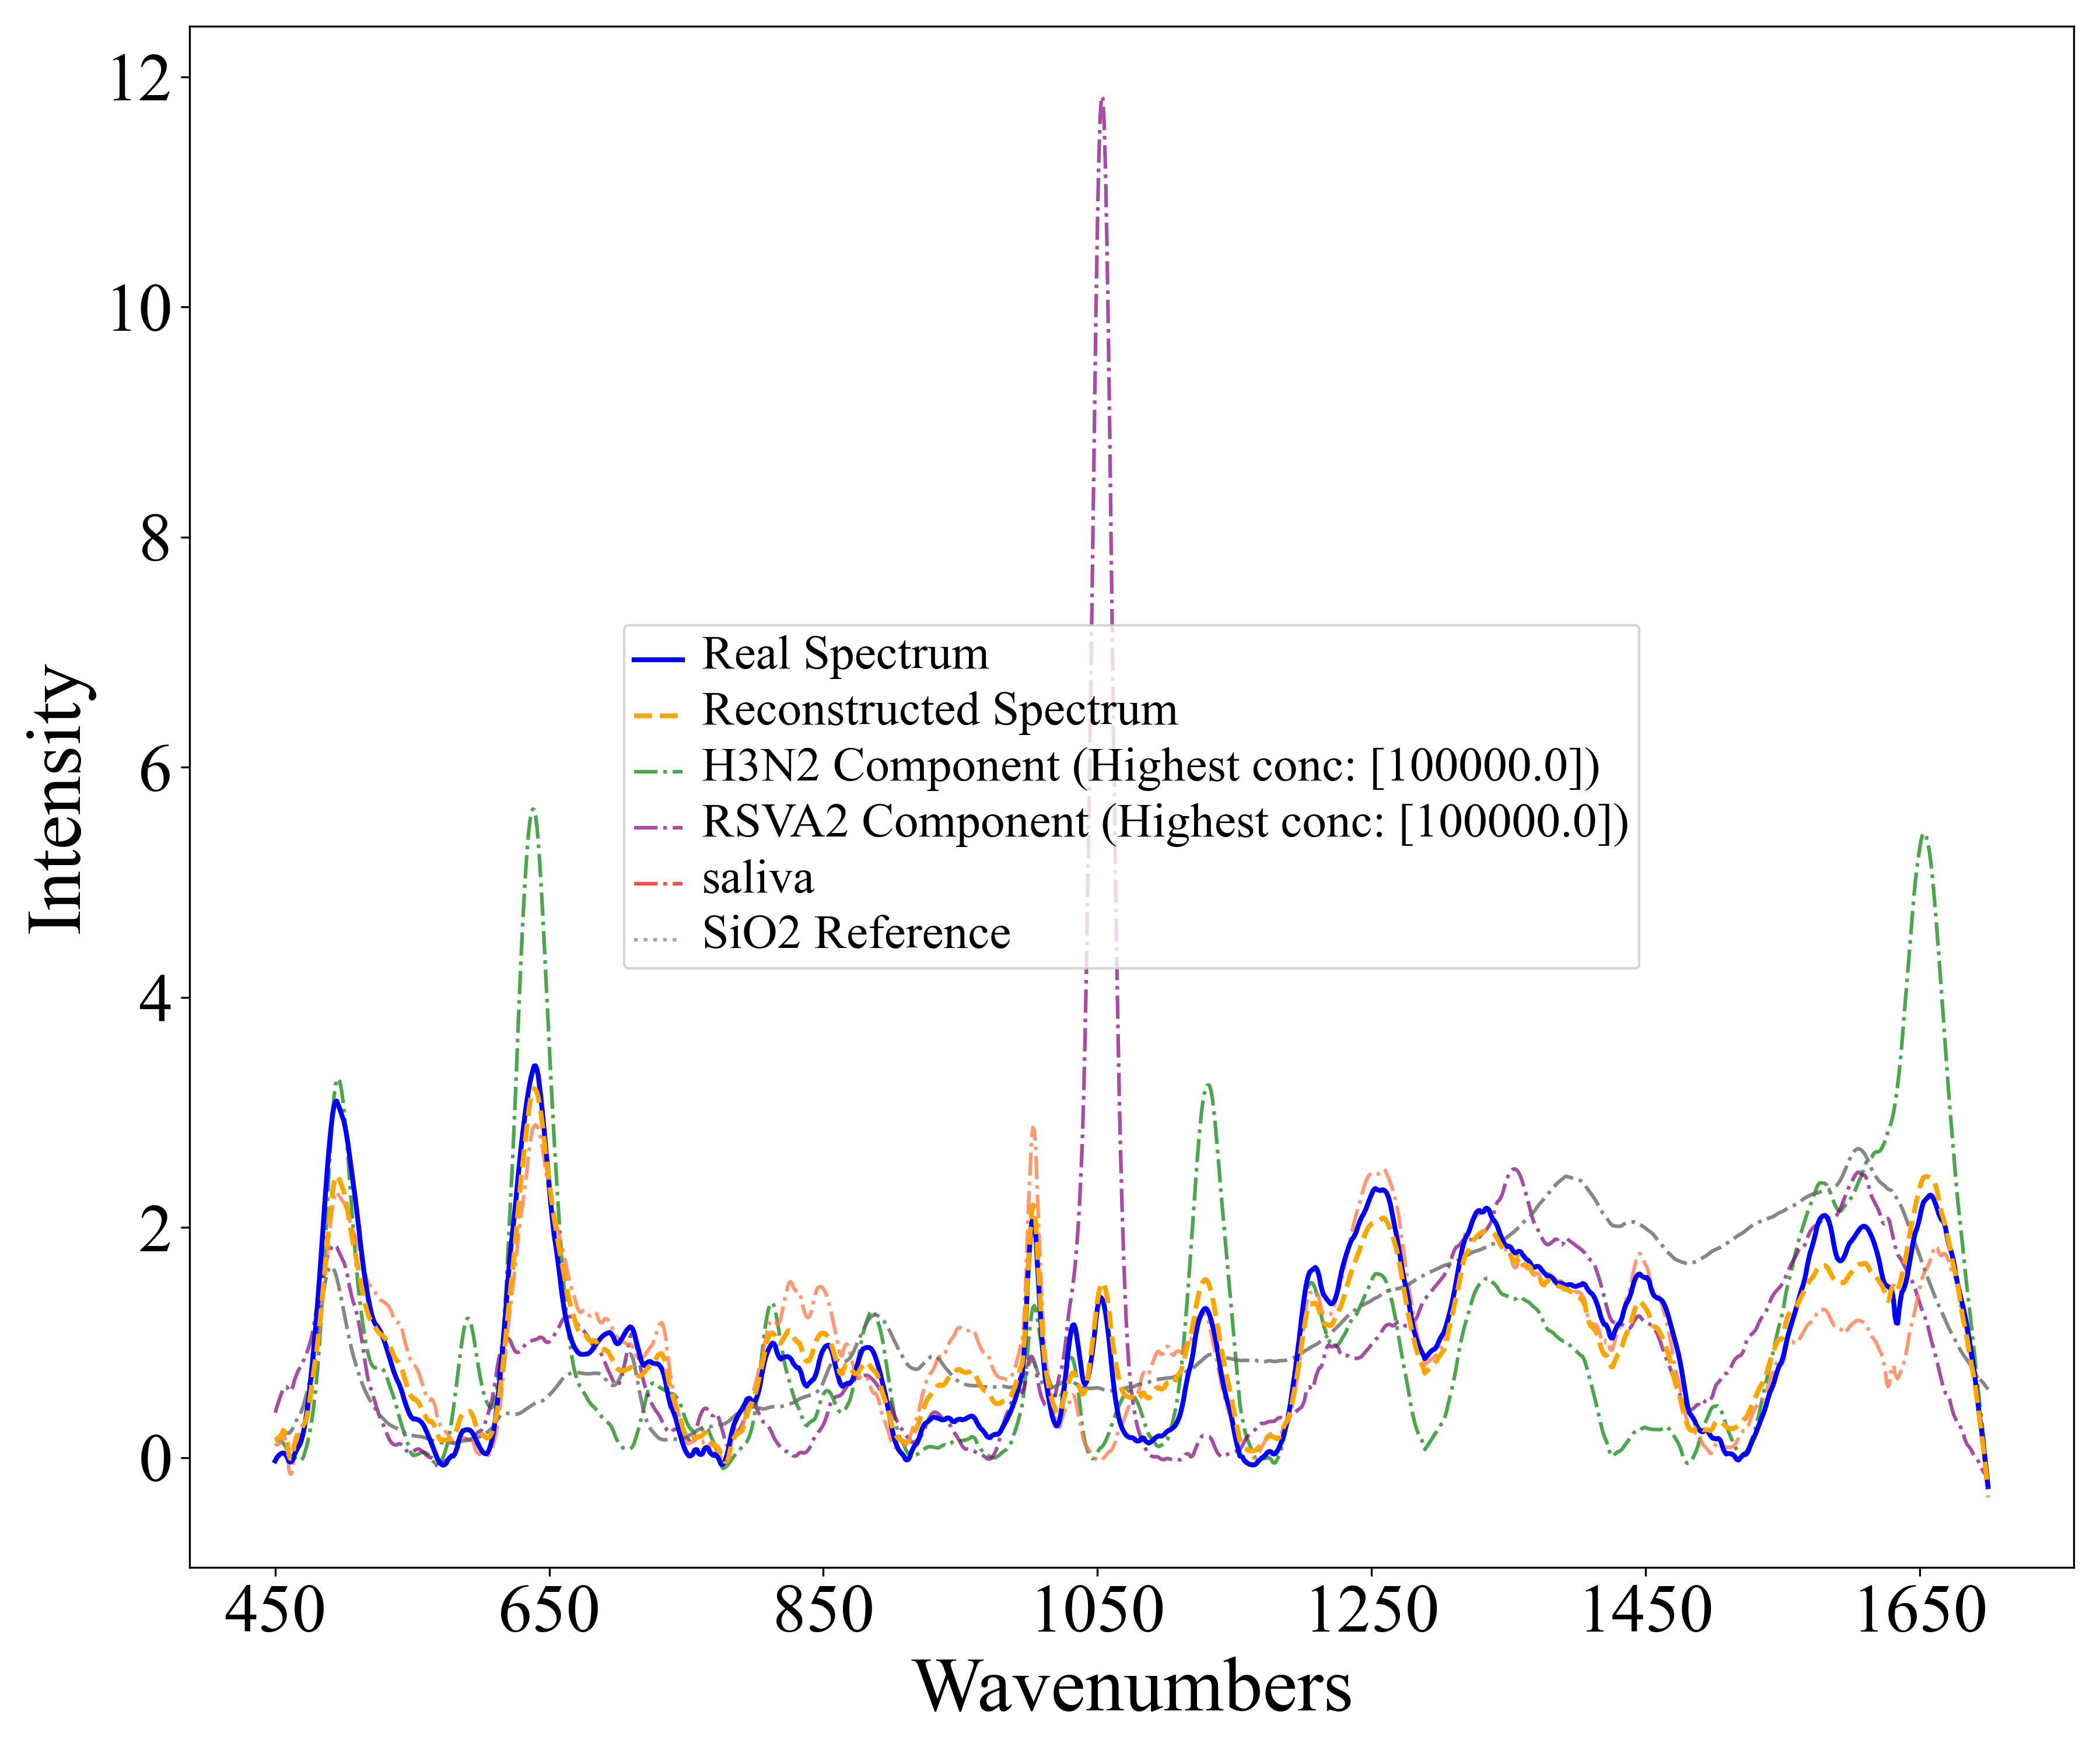 12
10
8
6
4
2
0
Intensity
Real Spectrum
Reconstructed Spectrum
H3N2 Component (Highest conc: [100000.0])
RSVA2 Component (Highest conc: [100000.0])
saliva
SiO2 Reference
450 650 850 1050 1250 1450 1650
Wavenumbers